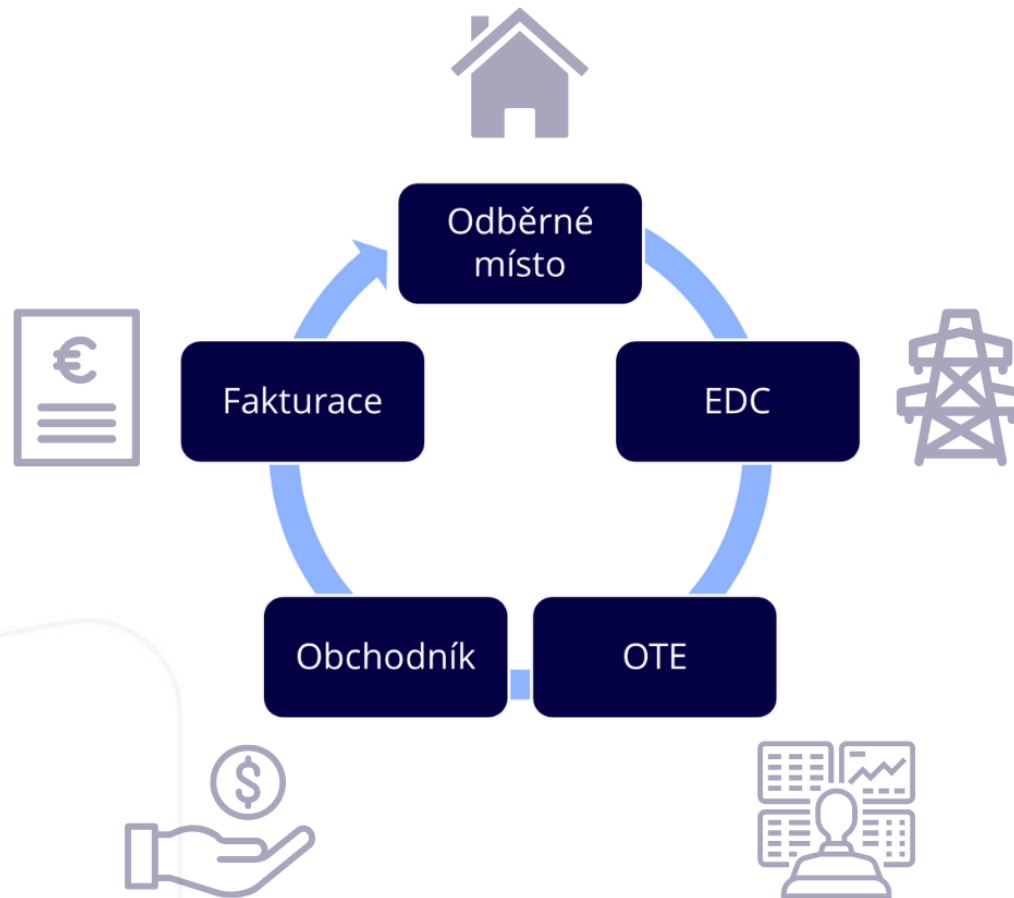 Odběrné
místo
Fakturace
EDC
€
Obchodník
OTE
$